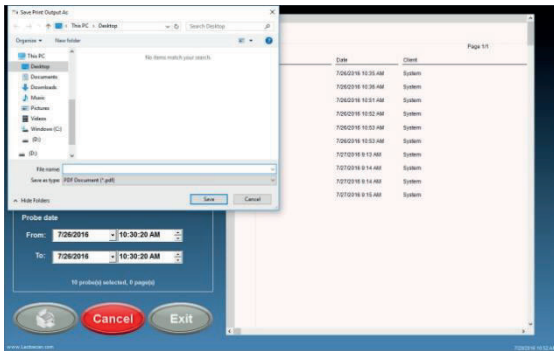 Save Print Output As
This PC > Desktop
Search Desktop
Organize
New folder
This PC
Desktop
Documents
Downloads
Music
Pictures
Videos
Windows (C:)
(D:)
(D:)
No items match your search.
File name:
Save as type: PDF Document (*.pdf)
Hide Folders
Save
Cancel
Page 1/1
Date Client
7/26/2016 10:35 AM System
7/26/2016 10:36 AM System
7/26/2016 10:51 AM System
7/26/2016 10:52 AM System
7/26/2016 10:53 AM System
7/26/2016 10:53 AM System
7/27/2016 9:13 AM System
7/27/2016 9:14 AM System
7/27/2016 9:14 AM System
7/27/2016 9:15 AM System
Probe date
From: 7/26/2016 10:30:20 AM
To: 7/26/2016 10:30:20 AM
10 probe(s) selected, 0 page(s)
Cancel
Exit